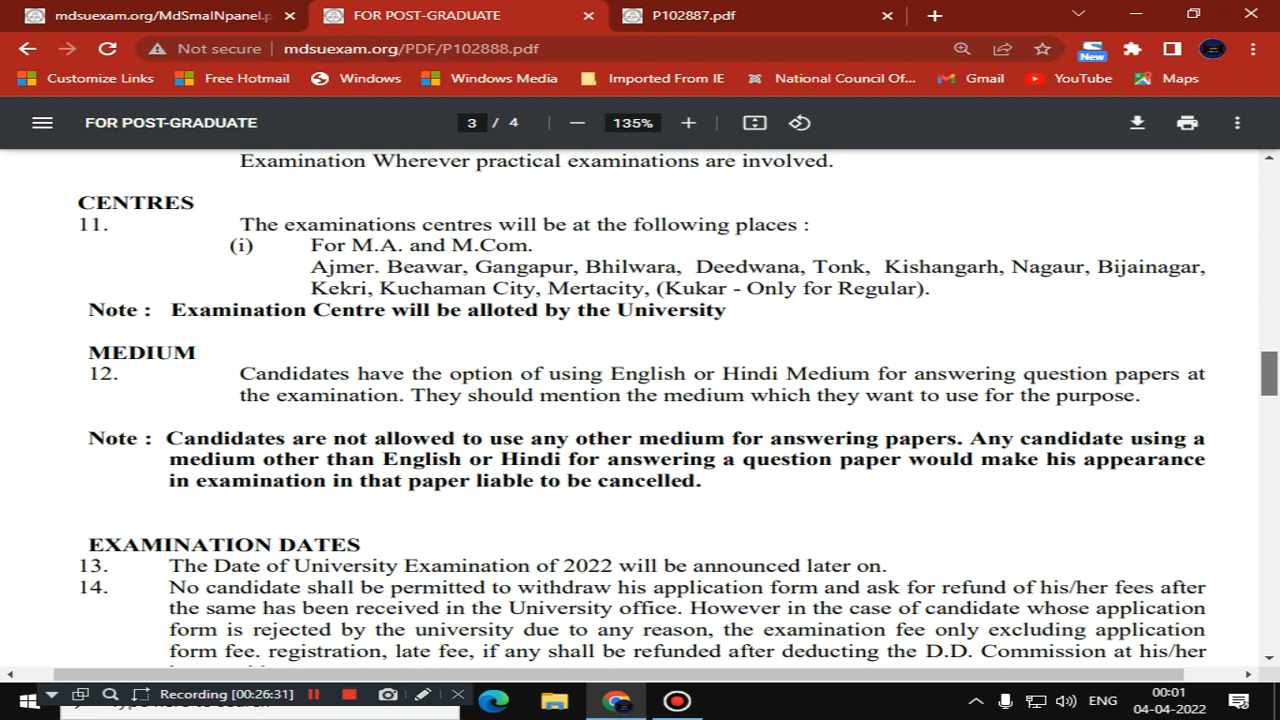 mdsuexam.org/MdSmalNpanel.p
FOR POST-GRADUATE
P102887.pdf
Not secure
mdsuexam.org/PDF/P102888.pdf
New
Customize Links
Free Hotmail
Windows
Windows Media
Imported From IE
National Council Of...
Gmail
YouTube
Maps
FOR POST-GRADUATE
3 / 4
135%
Examination Wherever practical examinations are involved.
CENTRES
11. The examinations centres will be at the following places :
(i) For M.A. and M.Com.
Ajmer. Beawar, Gangapur, Bhilwara, Deedwana, Tonk, Kishangarh, Nagaur, Bijainagar,
Kekri, Kuchaman City, Mertacity, (Kukar - Only for Regular).
Note : Examination Centre will be alloted by the University
MEDIUM
12. Candidates have the option of using English or Hindi Medium for answering question papers at
the examination. They should mention the medium which they want to use for the purpose.
Note : Candidates are not allowed to use any other medium for answering papers. Any candidate using a
medium other than English or Hindi for answering a question paper would make his appearance
in examination in that paper liable to be cancelled.
EXAMINATION DATES
13. The Date of University Examination of 2022 will be announced later on.
14. No candidate shall be permitted to withdraw his application form and ask for refund of his/her fees after
the same has been received in the University office. However in the case of candidate whose application
form is rejected by the university due to any reason, the examination fee only excluding application
form fee. registration, late fee, if any shall be refunded after deducting the D.D. Commission at his/her
Recording [00:26:31]
ENG
00:01
04-04-2022